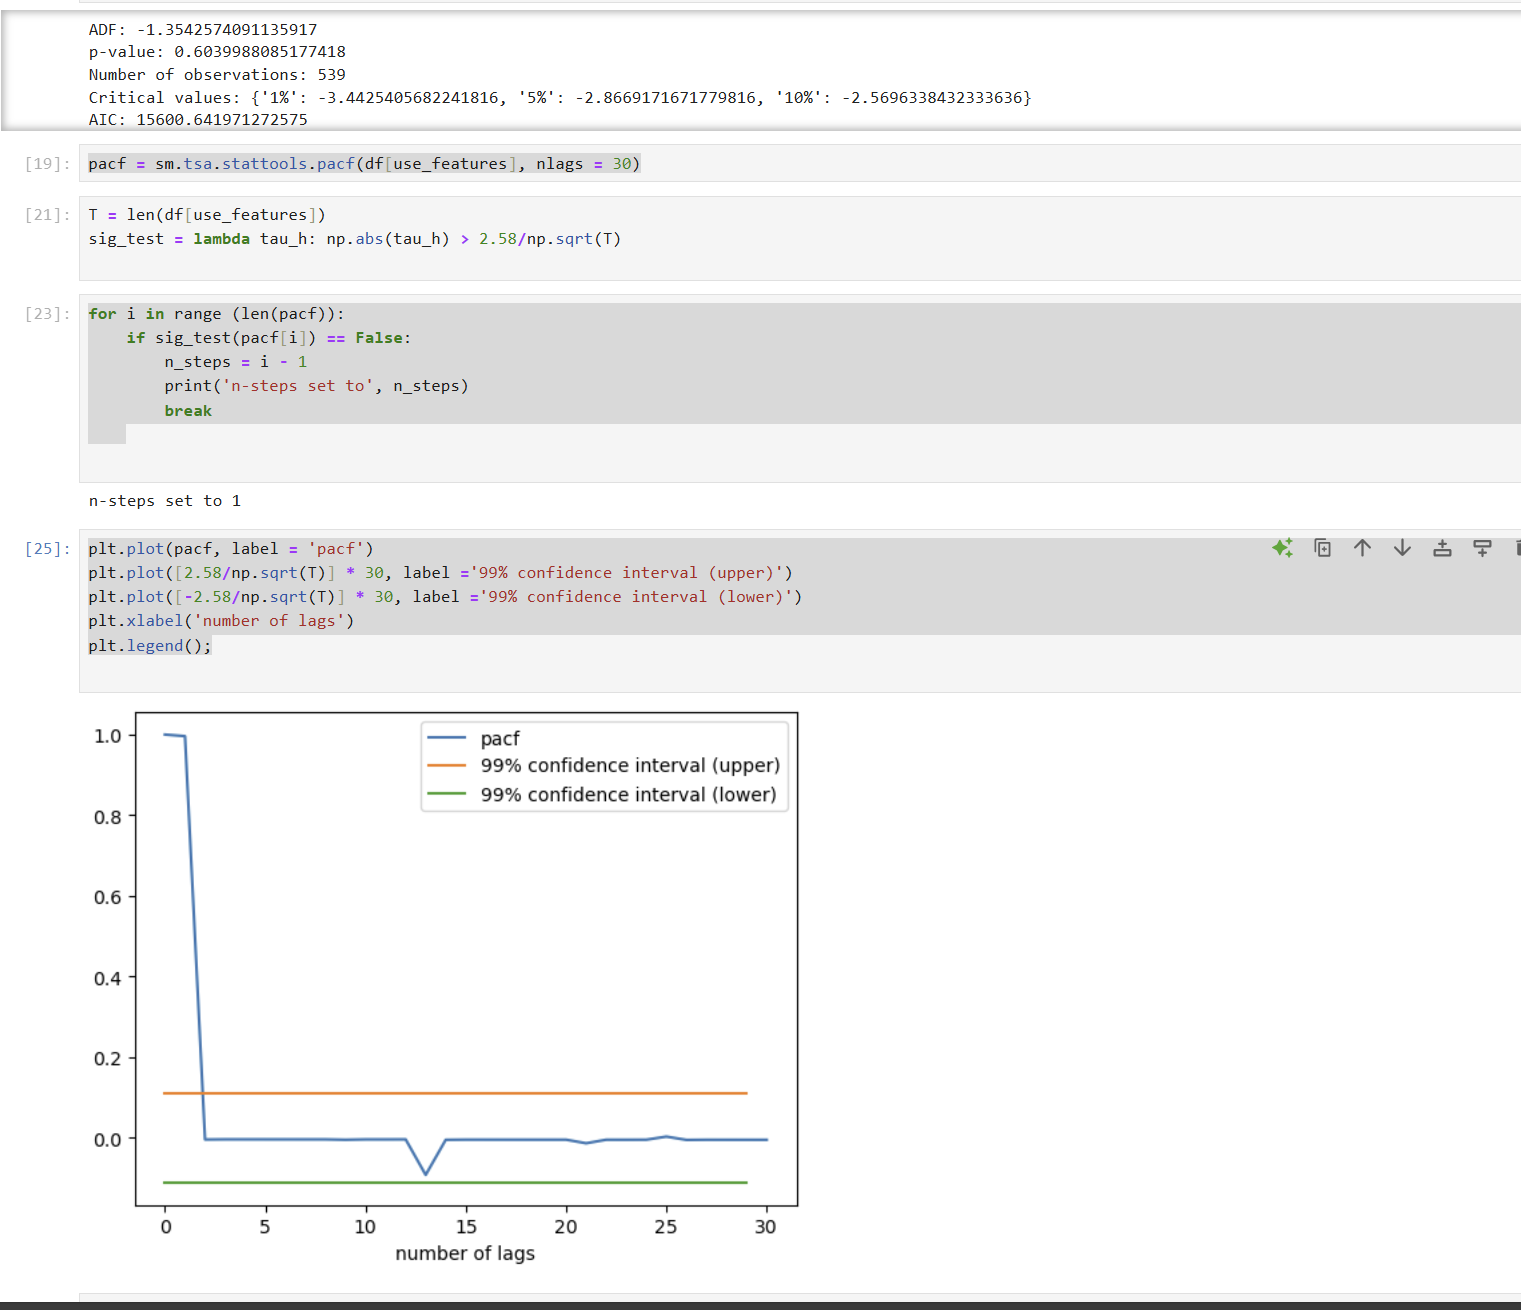 ADF: -1.3542574091135917
p-value: 0.6039988085177418
Number of observations: 539
Critical values: {'1%': -3.4425405682241816, '5%': -2.8669171671779816, '10%': -2.5696338432333636}
AIC: 15600.641971272575
[19]: pacf = sm.tsa.stattools.pacf(df[use_features], nlags = 30)
[21]: T = len(df[use_features])
sig_test = lambda tau_h: np.abs(tau_h) > 2.58/np.sqrt(T)
[23]: for i in range (len(pacf)):
    if sig_test(pacf[i]) == False:
        n_steps = i - 1
        print('n-steps set to', n_steps)
        break
n-steps set to 1
[25]: plt.plot(pacf, label = 'pacf')
plt.plot([2.58/np.sqrt(T)] * 30, label ='99% confidence interval (upper)')
plt.plot([-2.58/np.sqrt(T)] * 30, label ='99% confidence interval (lower)')
plt.xlabel('number of lags')
plt.legend();
pacf
99% confidence interval (upper)
99% confidence interval (lower)
1.0
0.8
0.6
0.4
0.2
0.0
0 5 10 15 20 25 30
number of lags